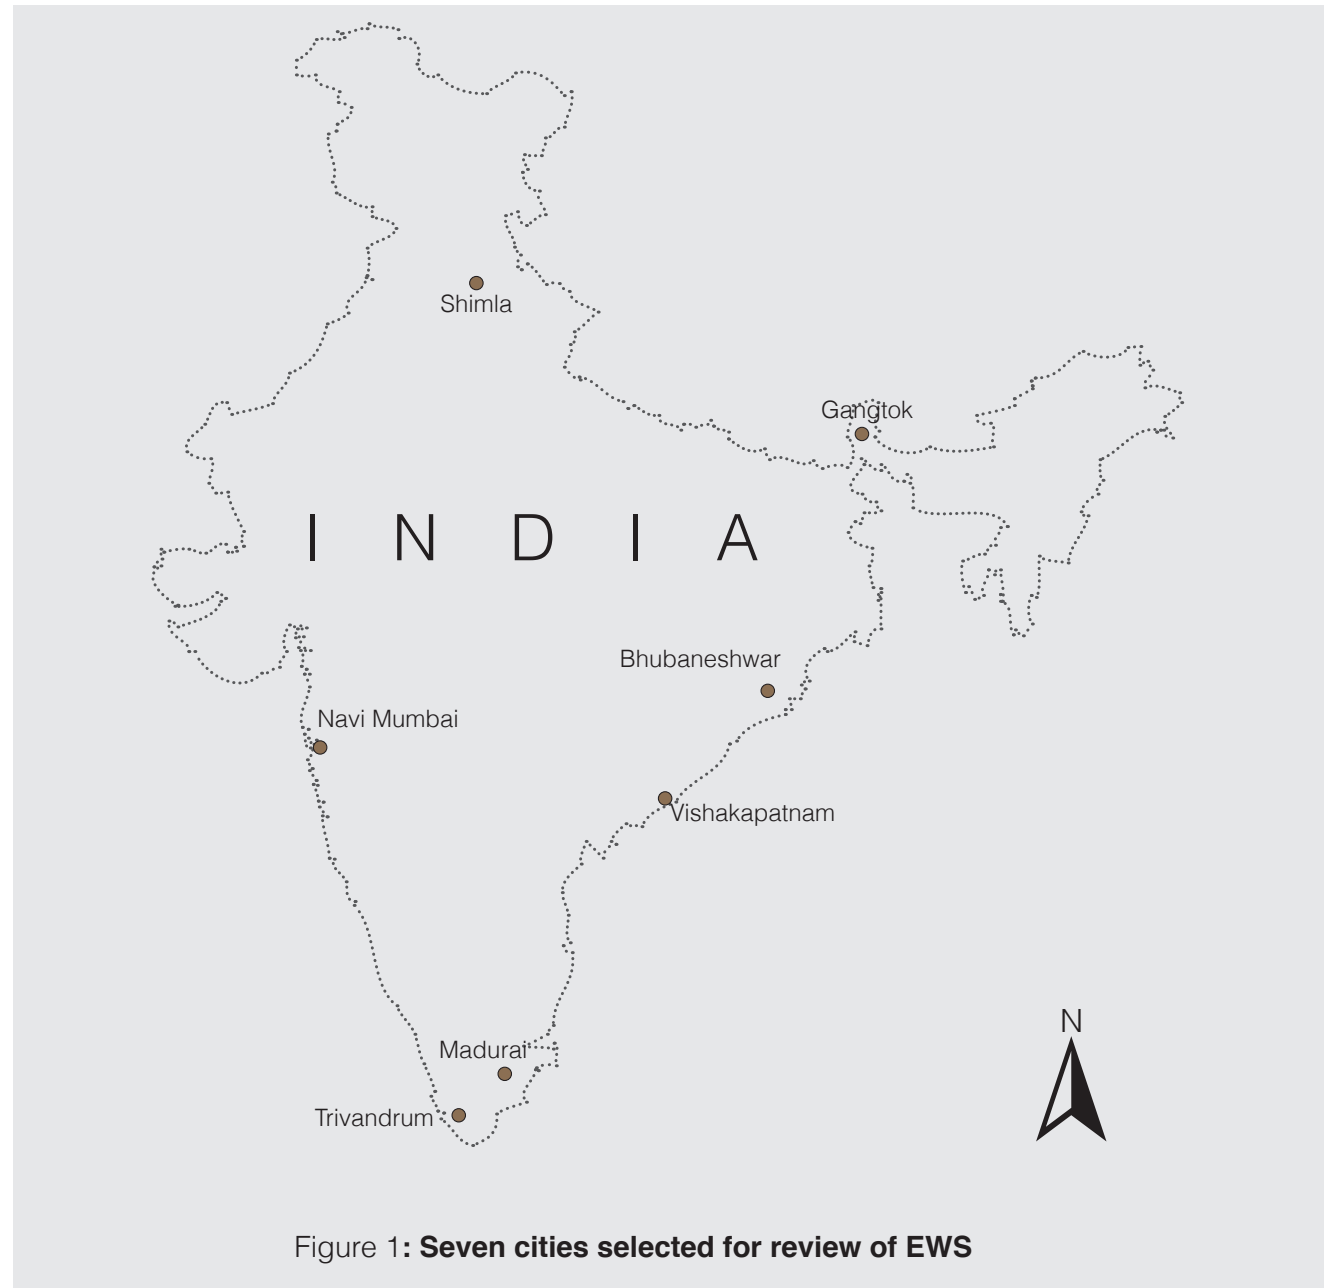 Shimla
Gangtok
I N D I A
Bhubaneshwar
Navi Mumbai
Vishakapatnam
N
Madurai
Trivandrum
Figure 1: Seven cities selected for review of EWS